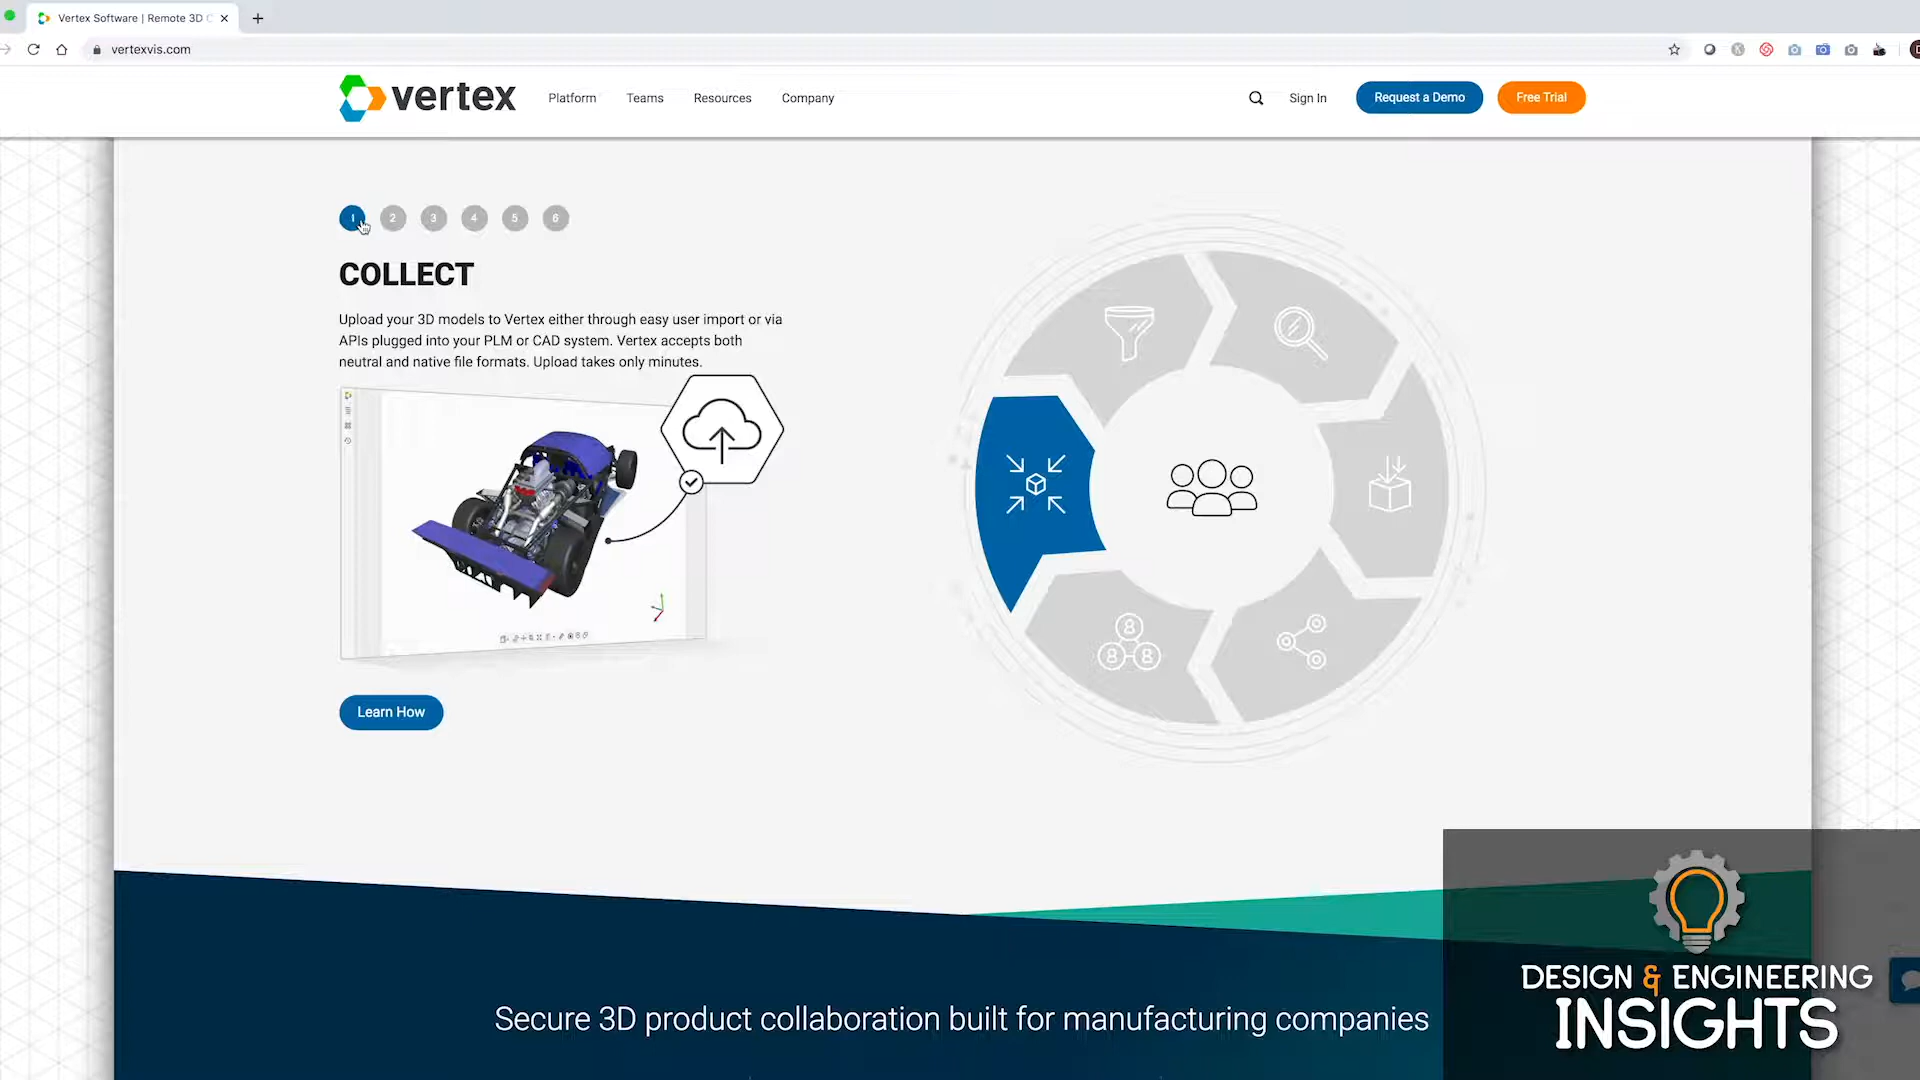 Vertex Software | Remote 3D C
vertexvis.com
vertex
Platform
Teams
Resources
Company
Sign In
Request a Demo
Free Trial
1 2 3 4 5 6
COLLECT
Upload your 3D models to Vertex either through easy user import or via
APIs plugged into your PLM or CAD system. Vertex accepts both
neutral and native file formats. Upload takes only minutes.
Learn How
Secure 3D product collaboration built for manufacturing companies
DESIGN & ENGINEERING
INSIGHTS